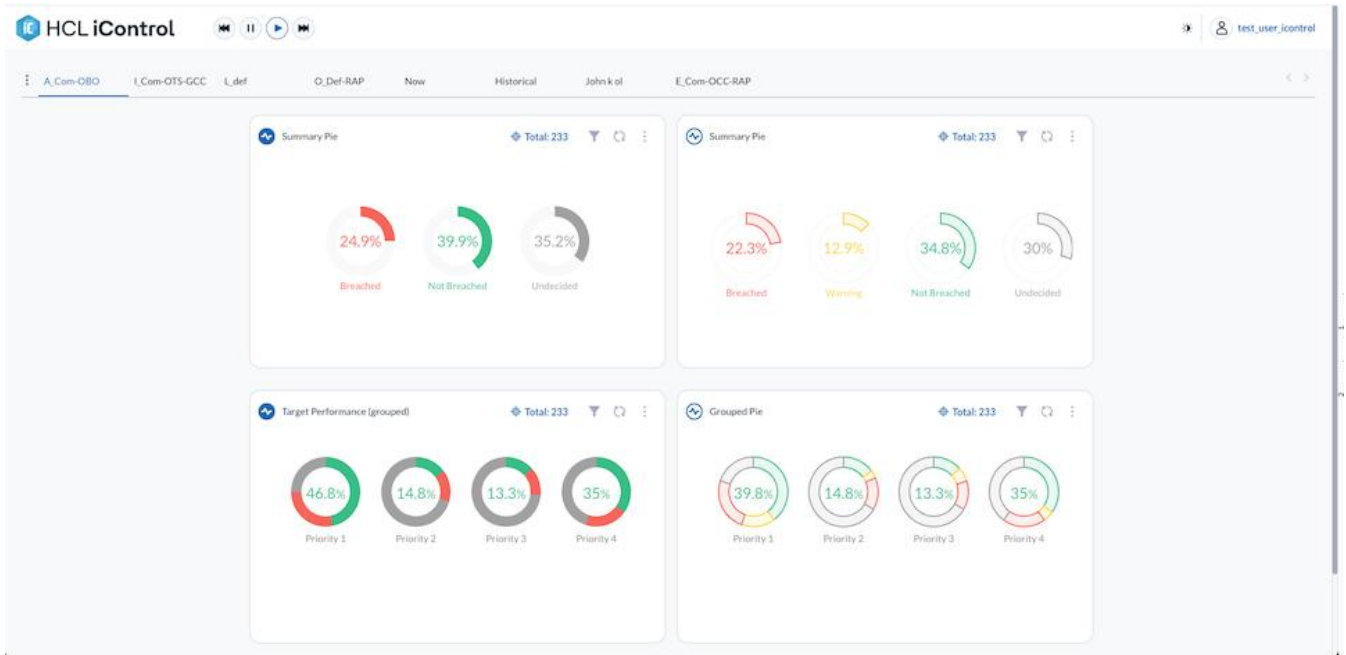 iC HCL iControl
test_user_icontrol
A_Com-OBO I_Com-OTS-GCC L_def O_Def-RAP Now Historical John k ol E_Com-OCC-RAP
Summary Pie Total: 233
24.9% 39.9% 35.2%
Breached Not Breached Undecided
Summary Pie Total: 233
22.3% 12.9% 34.8% 30%
Breached Warning Not Breached Undecided
Target Performance (grouped) Total: 233
46.8% 14.8% 13.3% 35%
Priority 1 Priority 2 Priority 3 Priority 4
Grouped Pie Total: 233
39.8% 14.8% 13.3% 35%
Priority 1 Priority 2 Priority 3 Priority 4